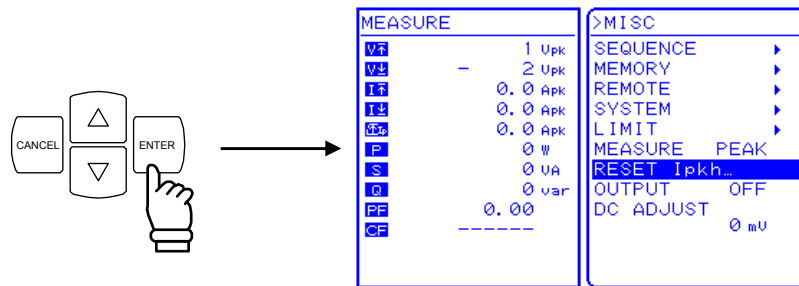 CANCEL
ENTER
MEASURE
V↑ 1 Vpk
V↓ - 2 Vpk
I↑ 0.0 Apk
I↓ 0.0 Apk
0.0 Apk
P 0 W
S 0 VA
Q 0 var
PF 0.00
CF ------
>MISC
SEQUENCE ▶
MEMORY ▶
REMOTE ▶
SYSTEM ▶
LIMIT ▶
MEASURE PEAK
RESET Ipkh…
OUTPUT OFF
DC ADJUST
0 mV